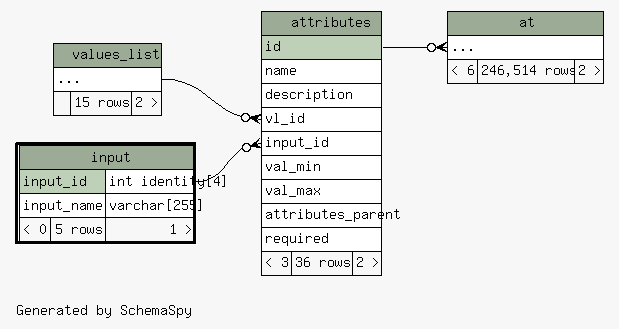 attributes
id
name
description
vl_id
input_id
val_min
val_max
attributes_parent
required
< 3 36 rows 2 >
at
...
< 6 246,514 rows 2 >
values_list
...
15 rows 2 >
input
input_id int identity[4]
input_name varchar[255]
< 0 5 rows 1 >
Generated by SchemaSpy